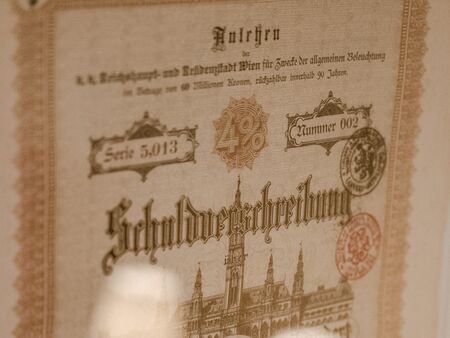 Anlehen
der
k. k. Reichshaupt- und Residenzstadt Wien für Zwecke der allgemeinen Beleuchtung
im Betrage von 60 Millionen Kronen, rückzahlbar innerhalb 90 Jahren.
4%
Serie 5,013
Nummer 002
Schuldverschreibung